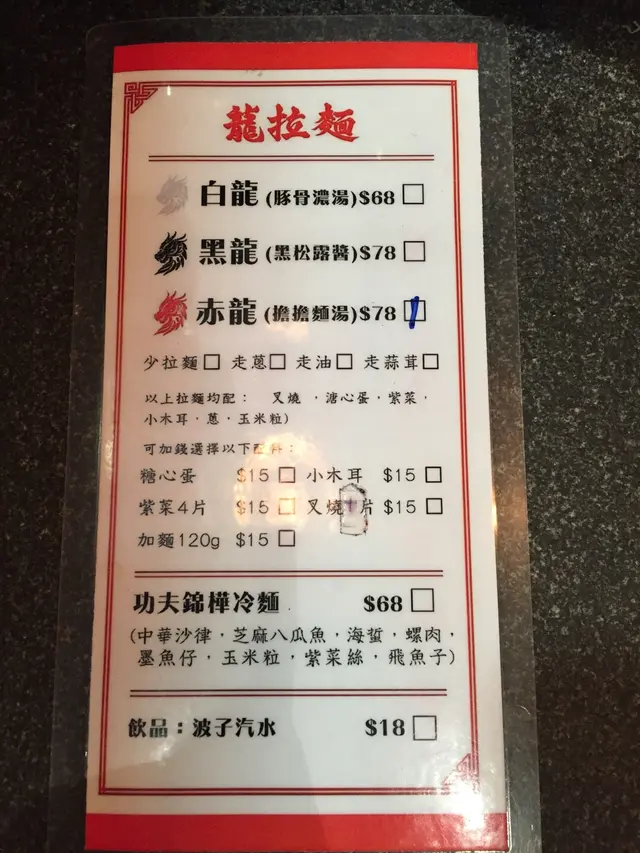 龍拉麵
白龍(豚骨濃湯)$68
黑龍(黑松露醬)$78
赤龍(擔擔麵湯)$78
少拉麵 走蔥 走油 走蒜茸
以上拉麵均配： 叉燒，溏心蛋，紫菜，
小木耳，蔥，玉米粒)
可加錢選擇以下配料：
糖心蛋 $15 小木耳 $15
紫菜4片 $15 叉燒 片 $15
加麵120g $15
功夫錦樺冷麵 $68
(中華沙律，芝麻八瓜魚，海蜇，螺肉，
墨魚仔，玉米粒，紫菜絲，飛魚子)
飲品：波子汽水 $18